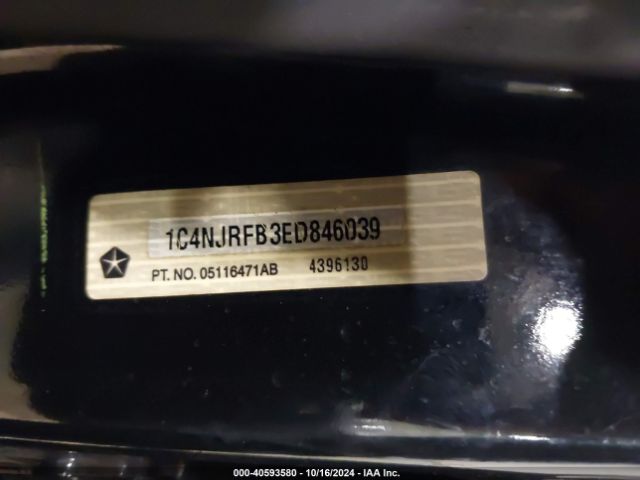 1C4NJRFB3ED846039
PT. NO. 05116471AB 4396130
000-40593580 - 10/16/2024 - IAA Inc.